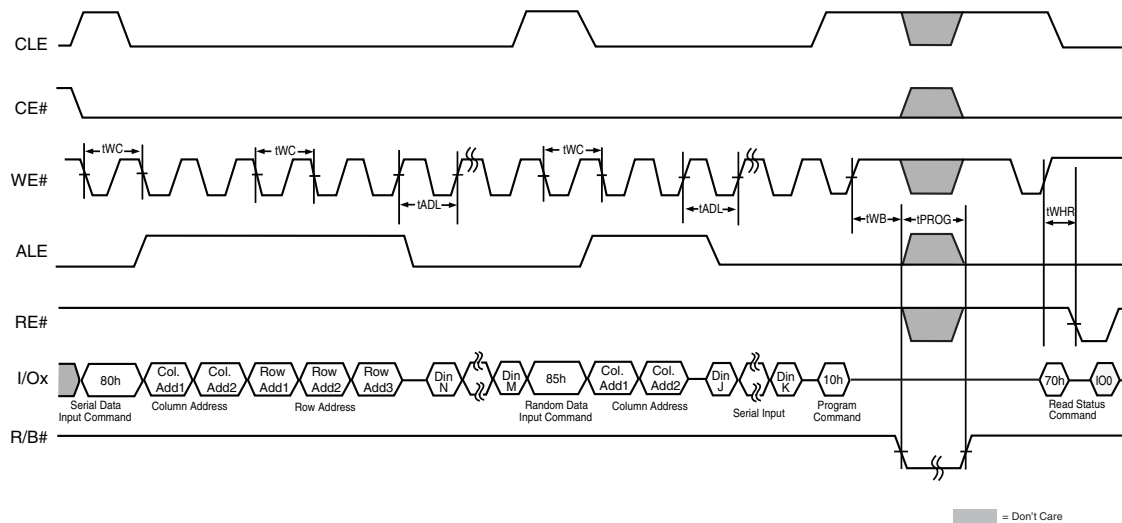 CLE
CE#
tWC
tWC
tWC
WE#
tADL
tADL
tWB
tPROG
tWHR
ALE
RE#
I/Ox
80h
Col.
Add1
Col.
Add2
Row
Add1
Row
Add2
Row
Add3
Din
N
Din
M
85h
Col.
Add1
Col.
Add2
Din
J
Din
K
10h
70h
IO0
Serial Data
Input Command
Column Address
Row Address
Random Data
Input Command
Column Address
Serial Input
Program
Command
Read Status
Command
R/B#
= Don't Care